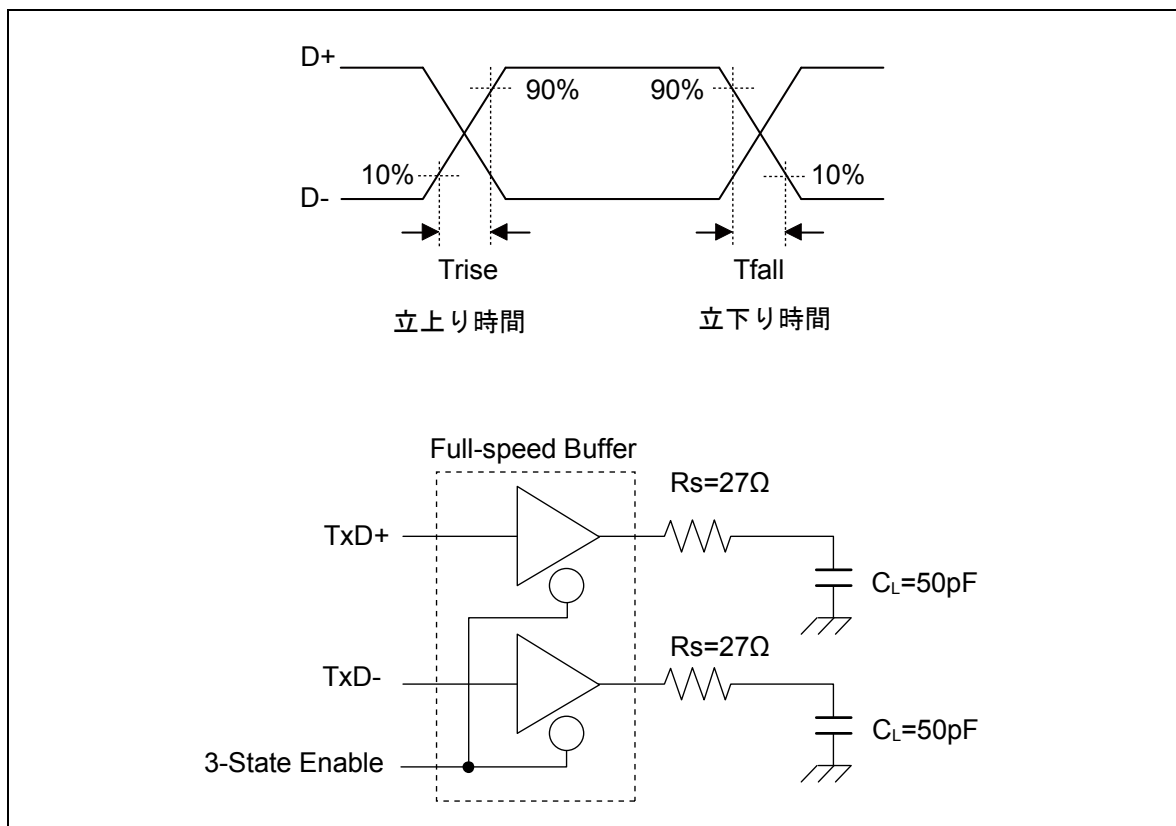 D+
90%
90%
10%
10%
D-
Trise
Tfall
立上り時間
立下り時間
Full-speed Buffer
Rs=27Ω
TxD+
CL=50pF
Rs=27Ω
TxD-
CL=50pF
3-State Enable